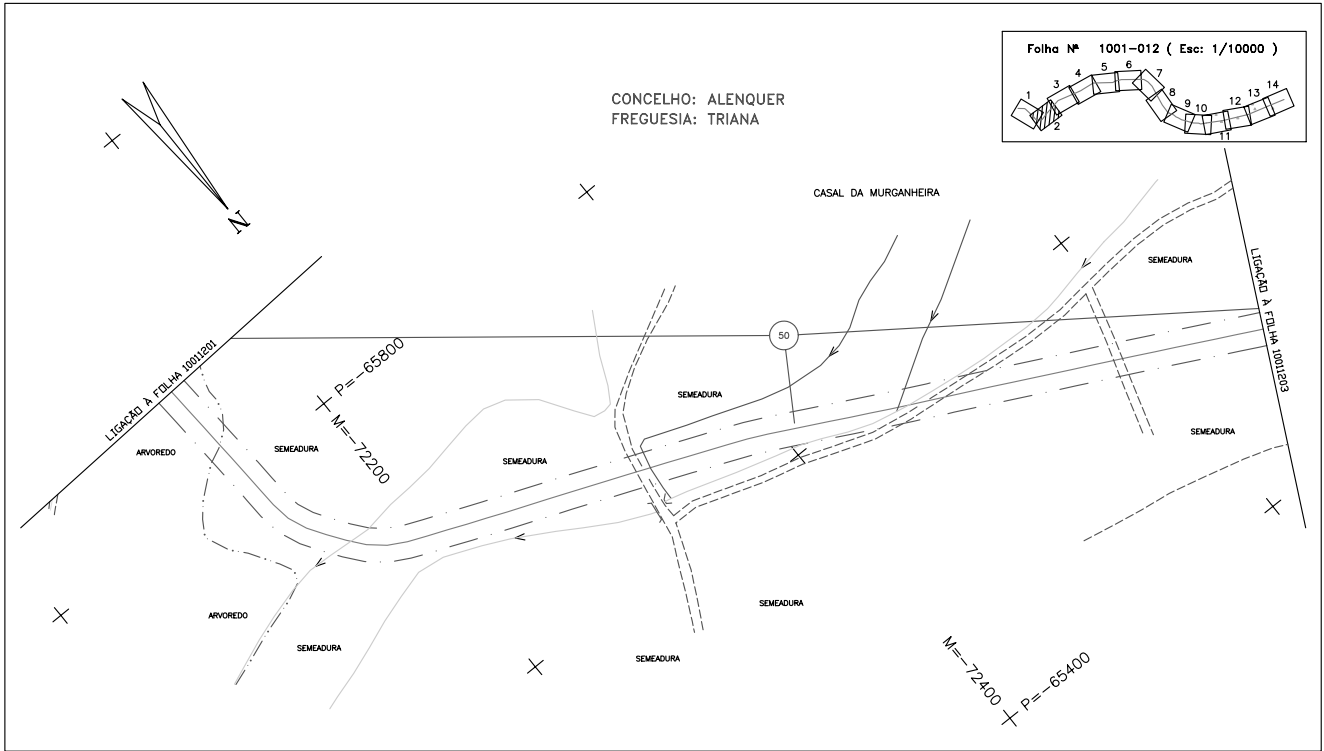 Folha Nª 1001-012 ( Esc: 1/10000 )
1
2
3
4
5
6
7
8
9
10
11
12
13
14
CONCELHO: ALENQUER
FREGUESIA: TRIANA
N
CASAL DA MURGANHEIRA
SEMEADURA
LIGAÇÃO À FOLHA 10011203
50
LIGAÇÃO À FOLHA 10011201
P=-65800
M=-72200
SEMEADURA
ARVOREDO
SEMEADURA
SEMEADURA
SEMEADURA
SEMEADURA
ARVOREDO
SEMEADURA
SEMEADURA
M=-72400
P=-65400